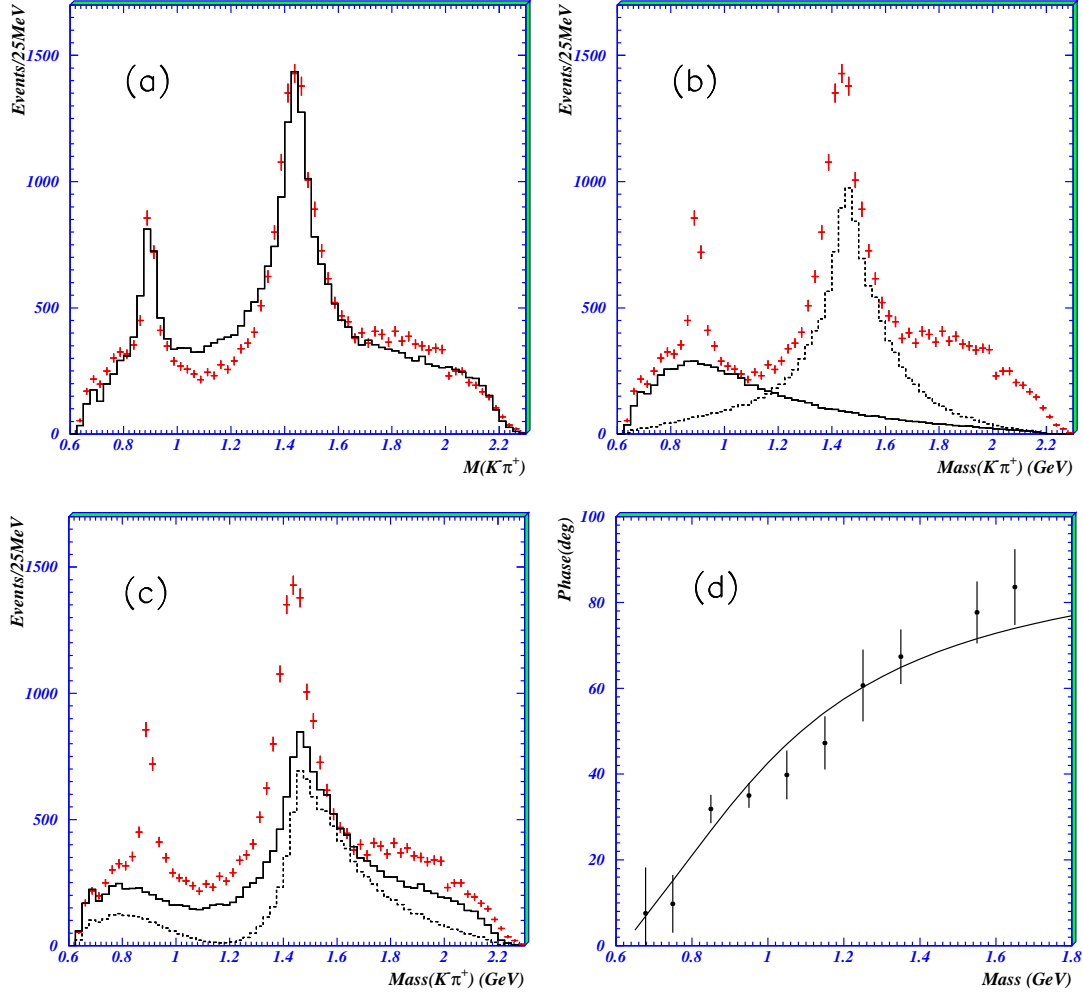 Events/25MeV
1500
1000
500
0
(a)
0.6 0.8 1 1.2 1.4 1.6 1.8 2 2.2
M(K⁻π⁺)
Events/25MeV
1500
1000
500
0
(b)
0.6 0.8 1 1.2 1.4 1.6 1.8 2 2.2
Mass(K⁻π⁺) (GeV)
Events/25MeV
1500
1000
500
0
(c)
0.6 0.8 1 1.2 1.4 1.6 1.8 2 2.2
Mass(K⁻π⁺) (GeV)
Phase(deg)
100
80
60
40
20
0
(d)
0.6 0.8 1 1.2 1.4 1.6 1.8
Mass (GeV)